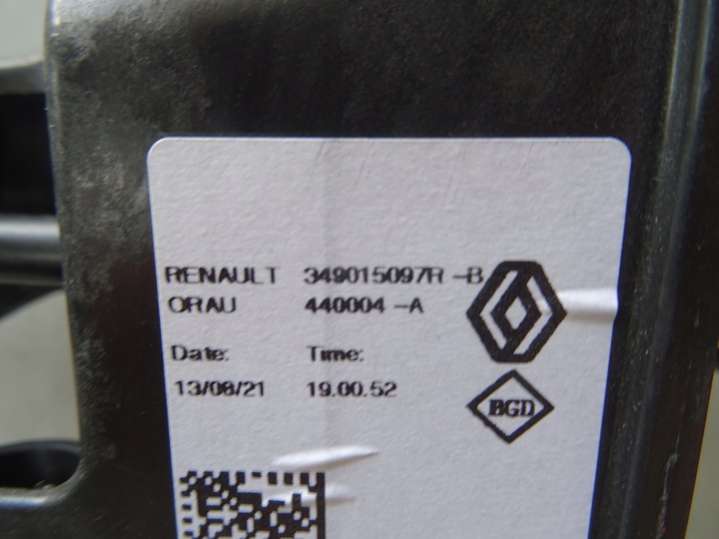 RENAULT 349015097R -B
ORAU 440004 -A
Date: Time:
13/08/21 19.00.52
BGD